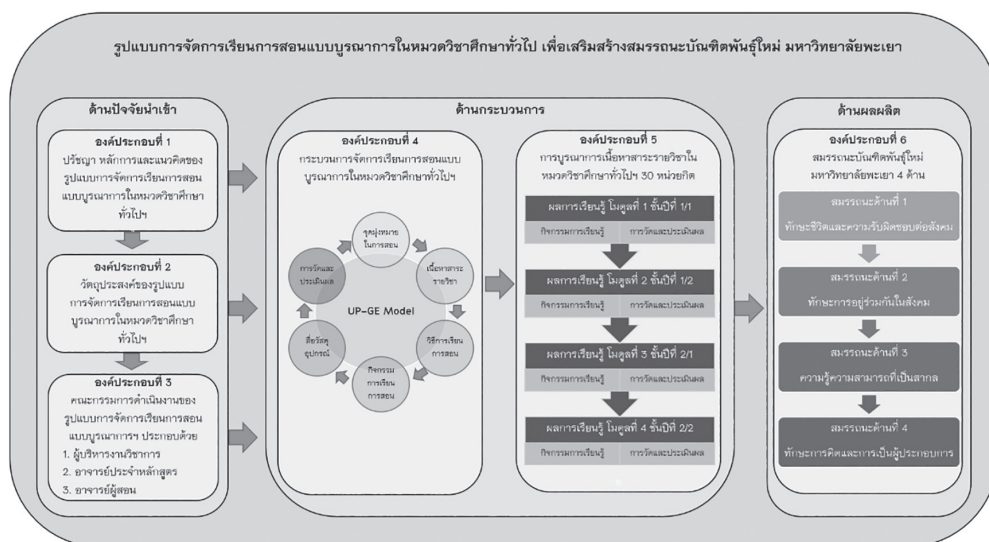 รูปแบบการจัดการเรียนการสอนแบบบูรณาการในหมวดวิชาศึกษาทั่วไป เพื่อเสริมสร้างสมรรถนะบัณฑิตพันธุ์ใหม่ มหาวิทยาลัยพะเยา
ด้านปัจจัยนำเข้า
องค์ประกอบที่ 1
ปรัชญา หลักการและแนวคิดของ
รูปแบบการจัดการเรียนการสอน
แบบบูรณาการในหมวดวิชาศึกษา
ทั่วไปฯ
องค์ประกอบที่ 2
วัตถุประสงค์ของรูปแบบ
การจัดการเรียนการสอนแบบ
บูรณาการในหมวดวิชาศึกษา
ทั่วไปฯ
องค์ประกอบที่ 3
คณะกรรมการดำเนินงานของ
รูปแบบการจัดการเรียนการสอน
แบบบูรณาการฯ ประกอบด้วย
1. ผู้บริหารงานวิชาการ
2. อาจารย์ประจำหลักสูตร
3. อาจารย์ผู้สอน
ด้านกระบวนการ
องค์ประกอบที่ 4
กระบวนการจัดการเรียนการสอนแบบ
บูรณาการในหมวดวิชาศึกษาทั่วไปฯ
จุดมุ่งหมาย
ในการสอน
เนื้อหาสาระ
รายวิชา
วิธีการเรียน
การสอน
กิจกรรม
การเรียน
การสอน
สื่อวัสดุ
อุปกรณ์
การวัดและ
ประเมินผล
UP-GE Model
องค์ประกอบที่ 5
การบูรณาการเนื้อหาสาระรายวิชาใน
หมวดวิชาศึกษาทั่วไปฯ 30 หน่วยกิต
ผลการเรียนรู้ โมดูลที่ 1 ชั้นปีที่ 1/1
กิจกรรมการเรียนรู้ การวัดและประเมินผล
ผลการเรียนรู้ โมดูลที่ 2 ชั้นปีที่ 1/2
กิจกรรมการเรียนรู้ การวัดและประเมินผล
ผลการเรียนรู้ โมดูลที่ 3 ชั้นปีที่ 2/1
กิจกรรมการเรียนรู้ การวัดและประเมินผล
ผลการเรียนรู้ โมดูลที่ 4 ชั้นปีที่ 2/2
กิจกรรมการเรียนรู้ การวัดและประเมินผล
ด้านผลผลิต
องค์ประกอบที่ 6
สมรรถนะบัณฑิตพันธุ์ใหม่
มหาวิทยาลัยพะเยา 4 ด้าน
สมรรถนะด้านที่ 1
ทักษะชีวิตและความรับผิดชอบต่อสังคม
สมรรถนะด้านที่ 2
ทักษะการอยู่ร่วมกันในสังคม
สมรรถนะด้านที่ 3
ความรู้ความสามารถที่เป็นสากล
สมรรถนะด้านที่ 4
ทักษะการคิดและการเป็นผู้ประกอบการ